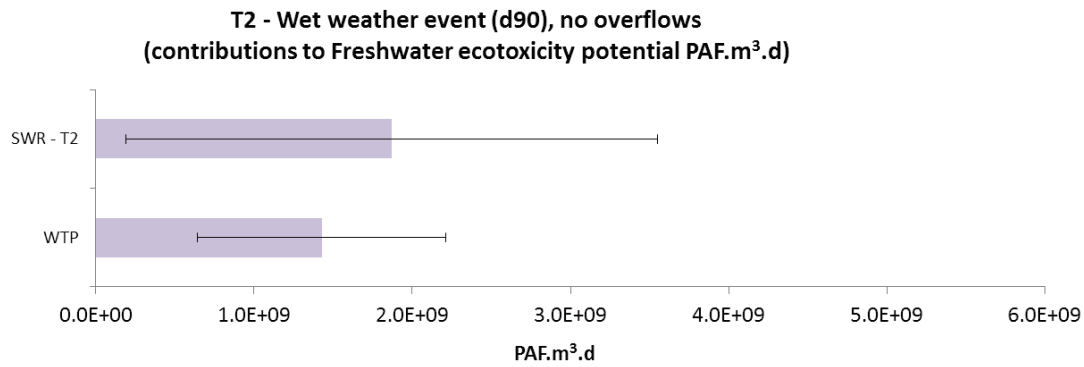 T2 - Wet weather event (d90), no overflows
(contributions to Freshwater ecotoxicity potential PAF.m³.d)
SWR - T2
WTP
0.0E+00 1.0E+09 2.0E+09 3.0E+09 4.0E+09 5.0E+09 6.0E+09
PAF.m³.d